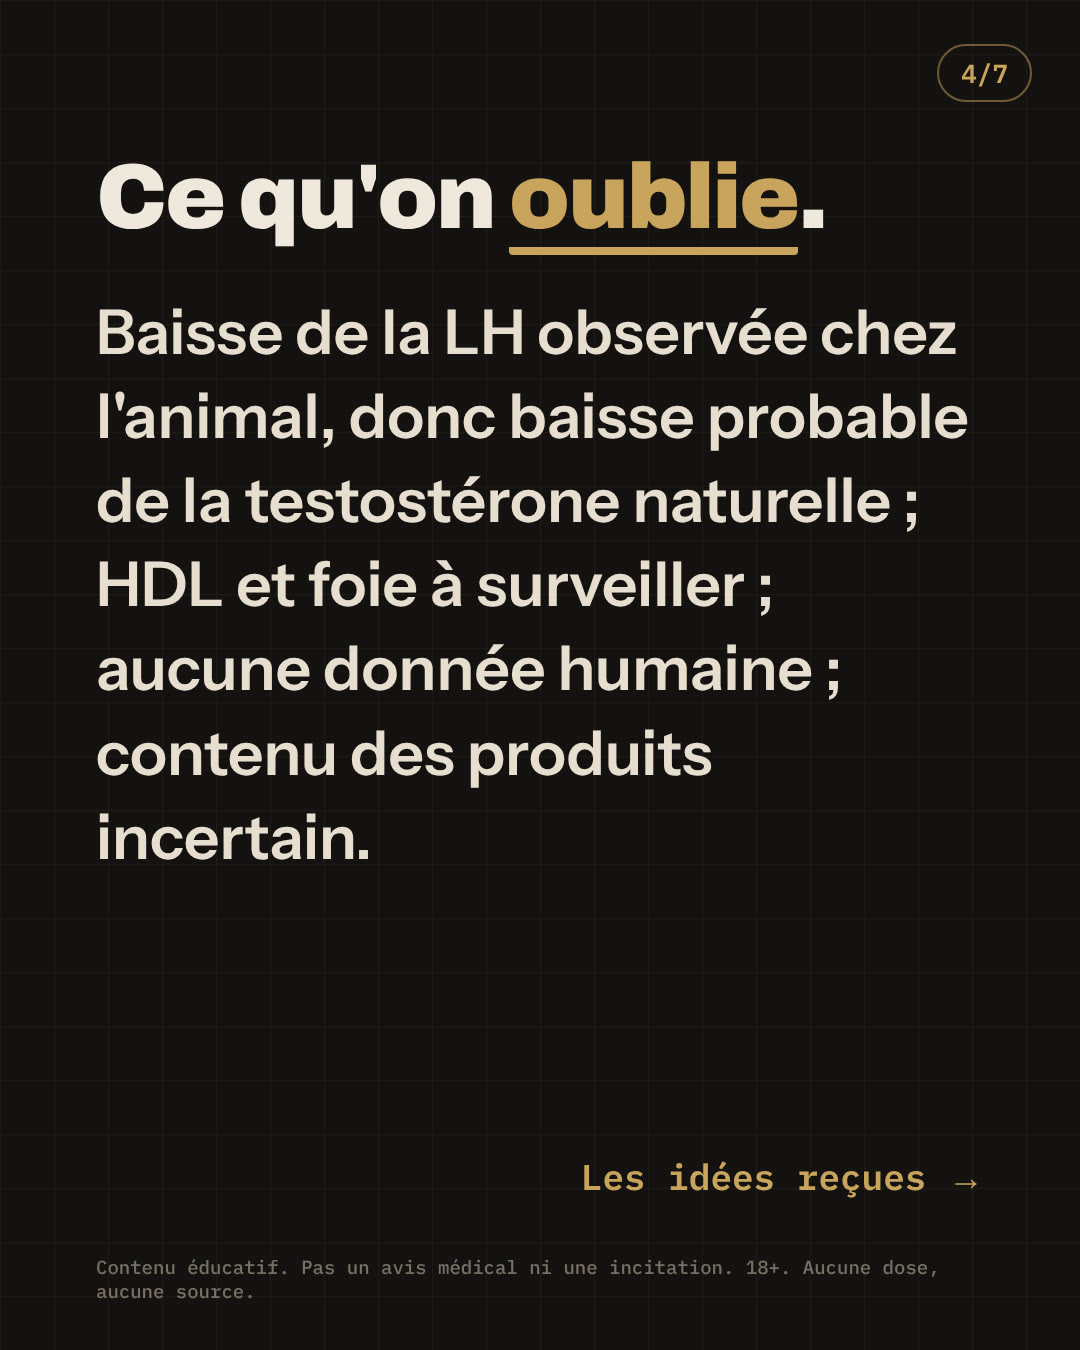 4/7
Ce qu'on oublie.
Baisse de la LH observée chez
l'animal, donc baisse probable
de la testostérone naturelle ;
HDL et foie à surveiller ;
aucune donnée humaine ;
contenu des produits
incertain.
Les idées reçues →
Contenu éducatif. Pas un avis médical ni une incitation. 18+. Aucune dose,
aucune source.